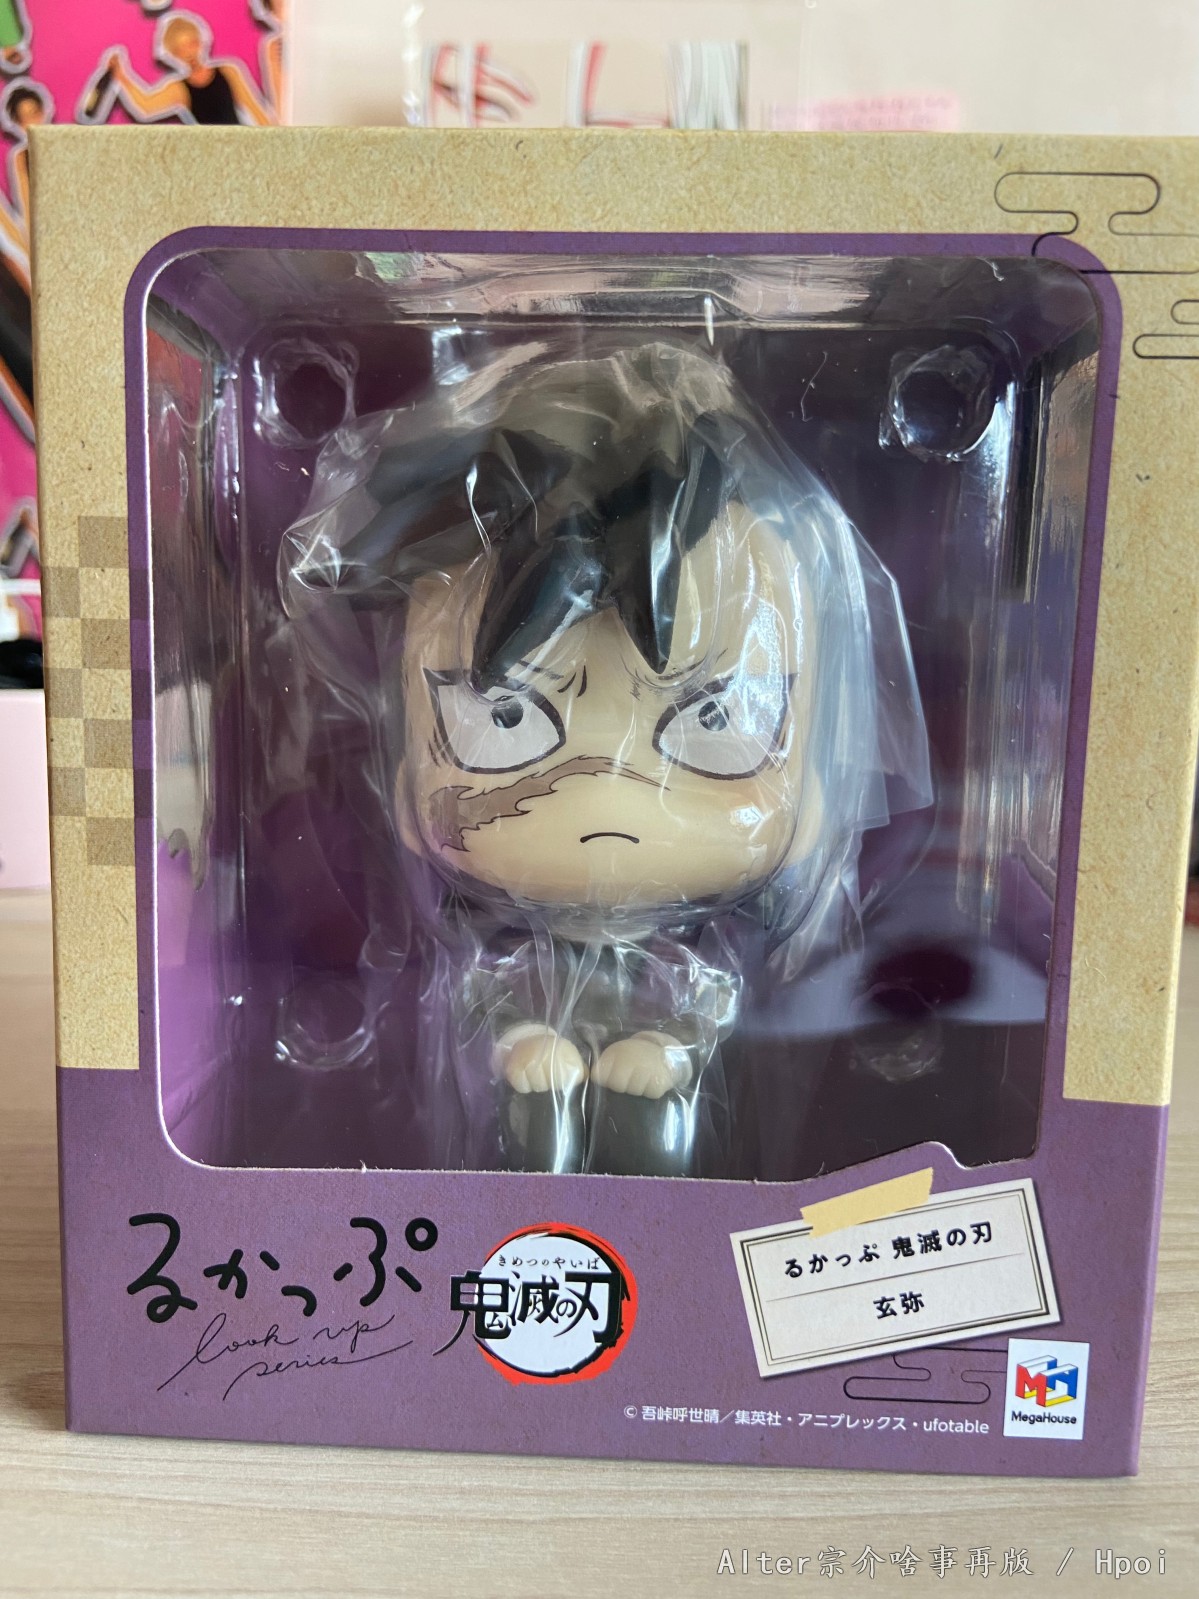 るかっぷ
look up
series
きめつのやいば
鬼滅の刃
るかっぷ 鬼滅の刃
玄弥
MegaHouse
© 吾峠呼世晴／集英社・アニプレックス・ufotable
Alter宗介啥事再版 / Hpoi